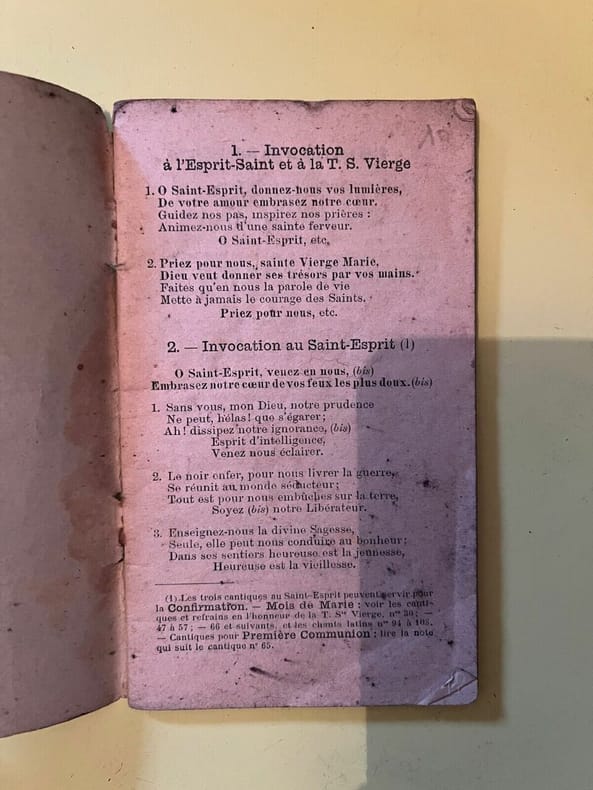 1. — Invocation
à l'Esprit-Saint et à la T. S. Vierge
1. O Saint-Esprit, donnez-nous vos lumières,
De votre amour embrasez notre cœur.
Guidez nos pas, inspirez nos prières :
Animez-nous d'une sainte ferveur.
O Saint-Esprit, etc.
2. Priez pour nous, sainte Vierge Marie,
Dieu veut donner ses trésors par vos mains.
Faites qu'en nous la parole de vie
Mette à jamais le courage des Saints.
Priez pour nous, etc.
2. — Invocation au Saint-Esprit (1)
O Saint-Esprit, venez en nous, (bis)
Embrasez notre cœur de vos feux les plus doux. (bis)
1. Sans vous, mon Dieu, notre prudence
Ne peut, hélas! que s'égarer;
Ah! dissipez notre ignorance, (bis)
Esprit d'intelligence,
Venez nous éclairer.
2. Le noir enfer, pour nous livrer la guerre,
Se réunit au monde séducteur;
Tout est pour nous embûches sur la terre,
Soyez (bis) notre Libérateur.
3. Enseignez-nous la divine Sagesse,
Seule, elle peut nous conduire au bonheur;
Dans ses sentiers heureuse est la jeunesse,
Heureuse est la vieillesse.
(1) Les trois cantiques au Saint-Esprit peuvent servir pour
la Confirmation. — Mois de Marie : voir les canti-
ques et refrains en l'honneur de la T. Ste Vierge, nos 30; —
47 à 57; — 66 et suivants, et les chants latins nos 94 à 103.
— Cantiques pour Première Communion : lire la note
qui suit le cantique no 65.